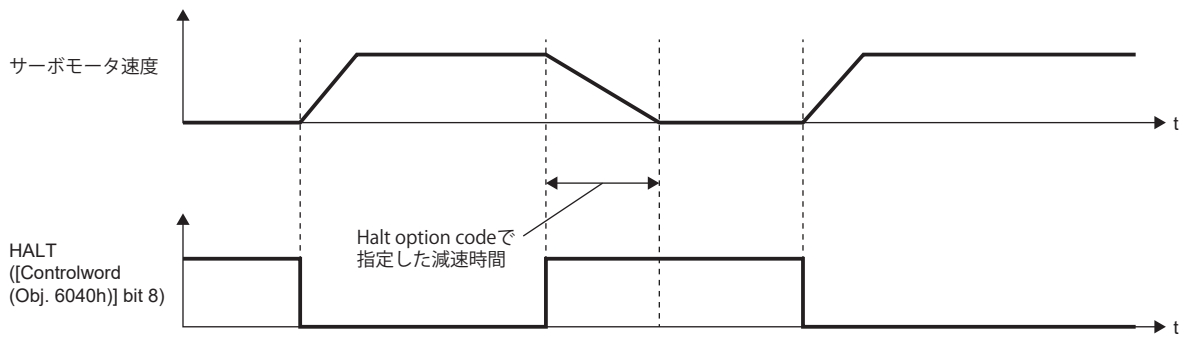 サーボモータ速度
t
Halt option codeで
指定した減速時間
HALT
([Controlword
(Obj. 6040h)] bit 8)
t